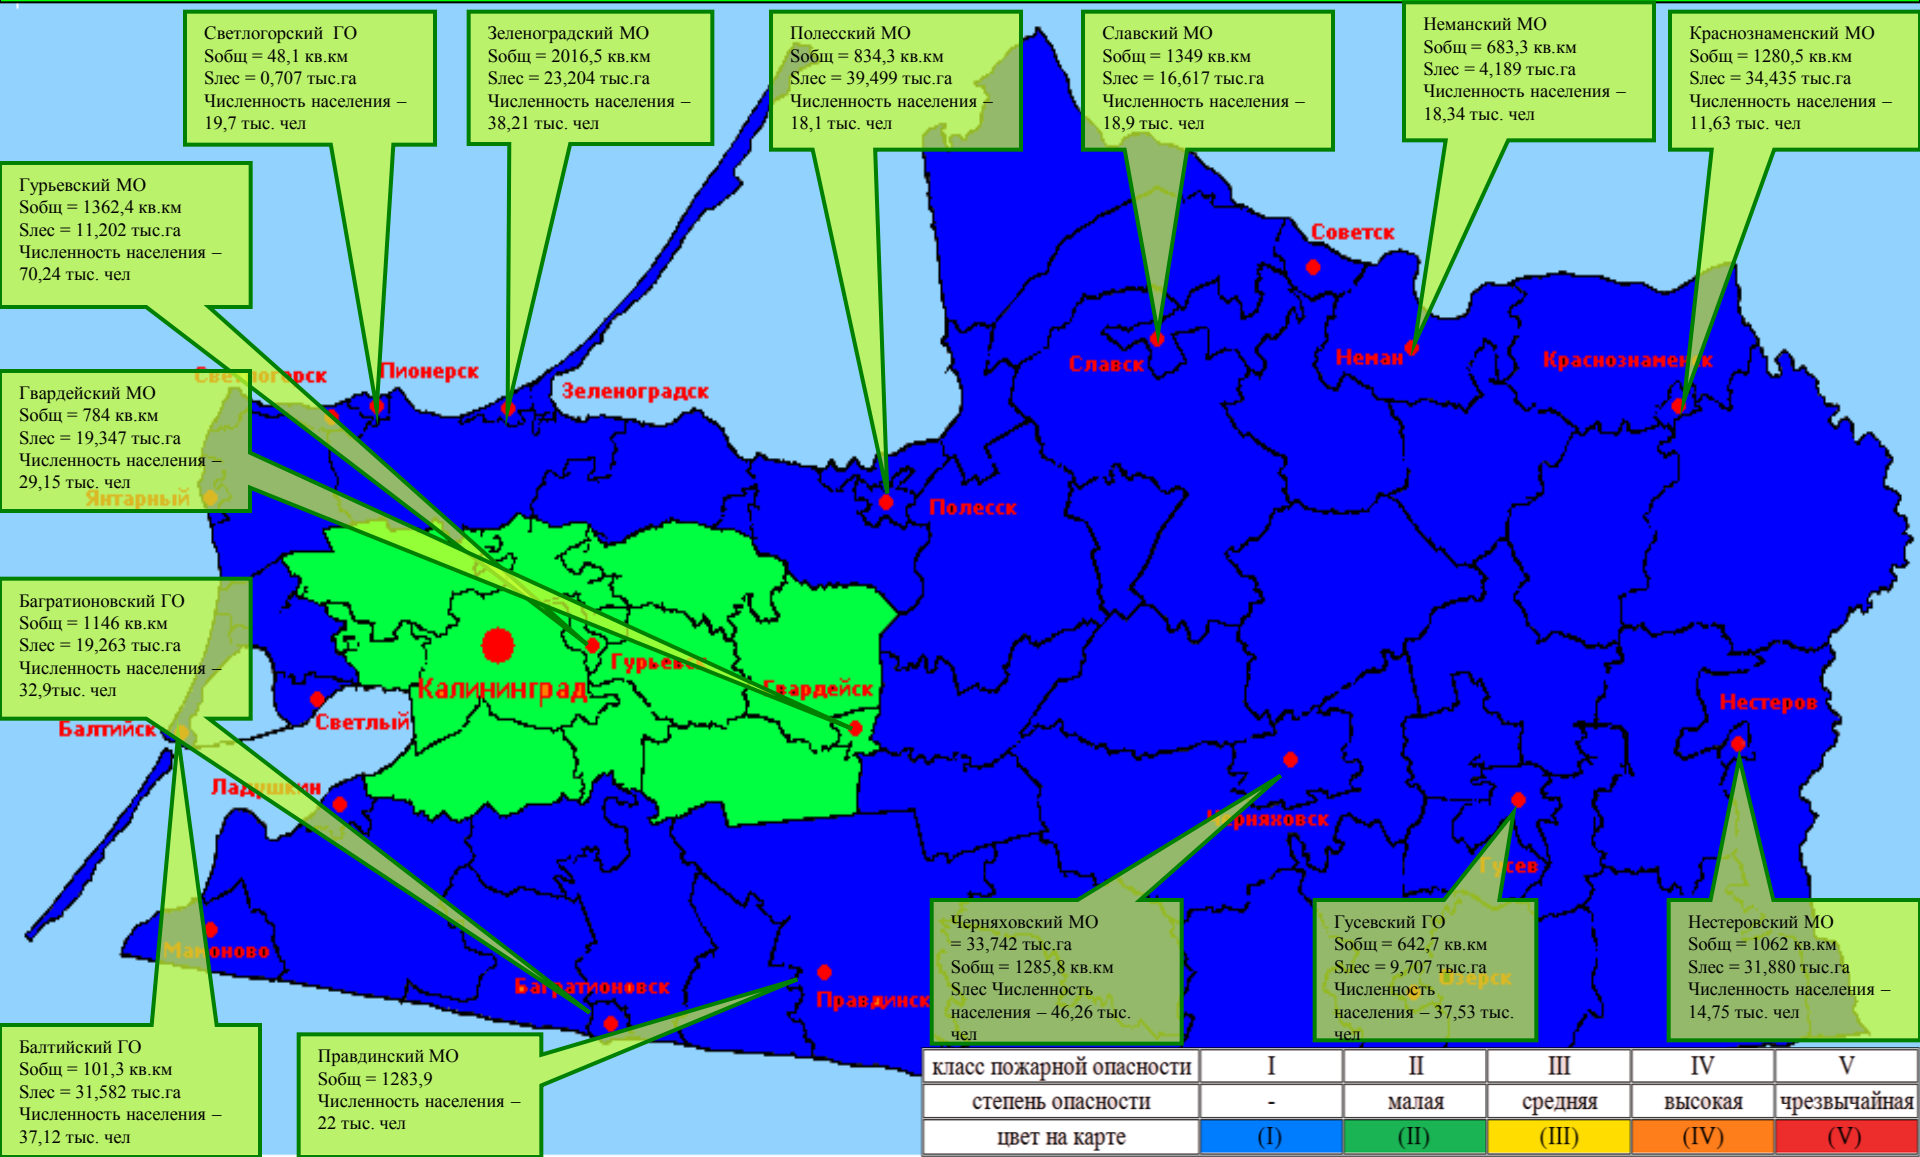 Светлогорский ГО
Sобщ = 48,1 кв.км
Sлес = 0,707 тыс.га
Численность населения –
19,7 тыс. чел
Зеленоградский МО
Sобщ = 2016,5 кв.км
Sлес = 23,204 тыс.га
Численность населения –
38,21 тыс. чел
Полесский МО
Sобщ = 834,3 кв.км
Sлес = 39,499 тыс.га
Численность населения –
18,1 тыс. чел
Славский МО
Sобщ = 1349 кв.км
Sлес = 16,617 тыс.га
Численность населения –
18,9 тыс. чел
Неманский МО
Sобщ = 683,3 кв.км
Sлес = 4,189 тыс.га
Численность населения –
18,34 тыс. чел
Краснознаменский МО
Sобщ = 1280,5 кв.км
Sлес = 34,435 тыс.га
Численность населения –
11,63 тыс. чел
Гурьевский МО
Sобщ = 1362,4 кв.км
Sлес = 11,202 тыс.га
Численность населения –
70,24 тыс. чел
Гвардейский МО
Sобщ = 784 кв.км
Sлес = 19,347 тыс.га
Численность населения –
29,15 тыс. чел
Багратионовский ГО
Sобщ = 1146 кв.км
Sлес = 19,263 тыс.га
Численность населения –
32,9тыс. чел
Балтийский ГО
Sобщ = 101,3 кв.км
Sлес = 31,582 тыс.га
Численность населения –
37,12 тыс. чел
Правдинский МО
Sобщ = 1283,9
Численность населения –
22 тыс. чел
Черняховский МО
= 33,742 тыс.га
Sобщ = 1285,8 кв.км
Sлес Численность
населения – 46,26 тыс.
чел
Гусевский ГО
Sобщ = 642,7 кв.км
Sлес = 9,707 тыс.га
Численность
населения – 37,53 тыс.
чел
Нестеровский МО
Sобщ = 1062 кв.км
Sлес = 31,880 тыс.га
Численность населения –
14,75 тыс. чел
Советск
Славск
Неман
Краснознаменск
Светлогорск
Пионерск
Зеленоградск
Янтарный
Полесск
Калининград
Гурьевск
Гвардейск
Балтийск
Светлый
Ладушкин
Мамоново
Багратионовск
Правдинск
Черняховск
Гусев
Озерск
Нестеров
класс пожарной опасности I II III IV V
степень опасности - малая средняя высокая чрезвычайная
цвет на карте (I) (II) (III) (IV) (V)